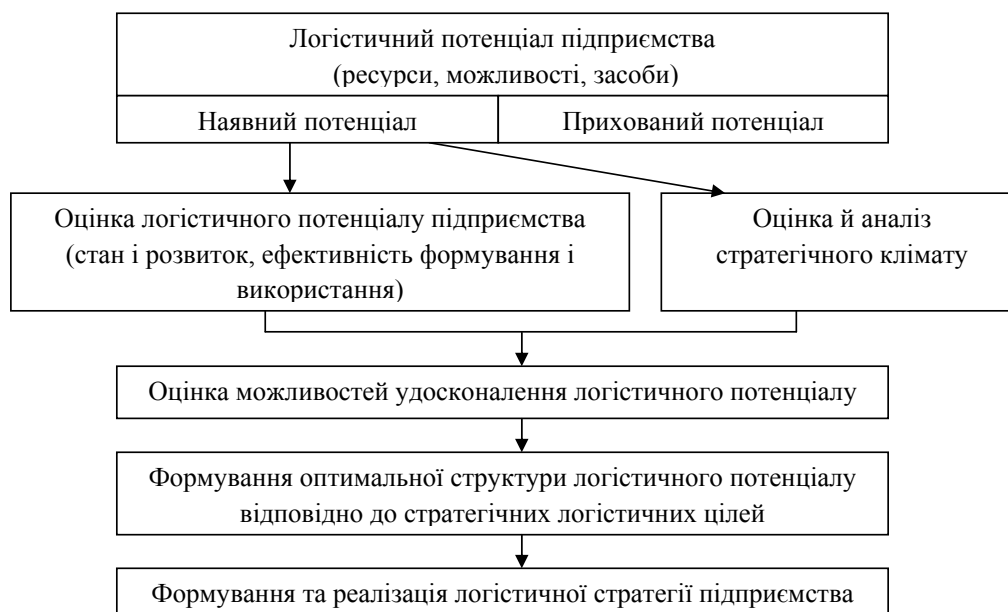 Логістичний потенціал підприємства
(ресурси, можливості, засоби)
Наявний потенціал
Прихований потенціал
Оцінка логістичного потенціалу підприємства
(стан і розвиток, ефективність формування і
використання)
Оцінка й аналіз
стратегічного клімату
Оцінка можливостей удосконалення логістичного потенціалу
Формування оптимальної структури логістичного потенціалу
відповідно до стратегічних логістичних цілей
Формування та реалізація логістичної стратегії підприємства